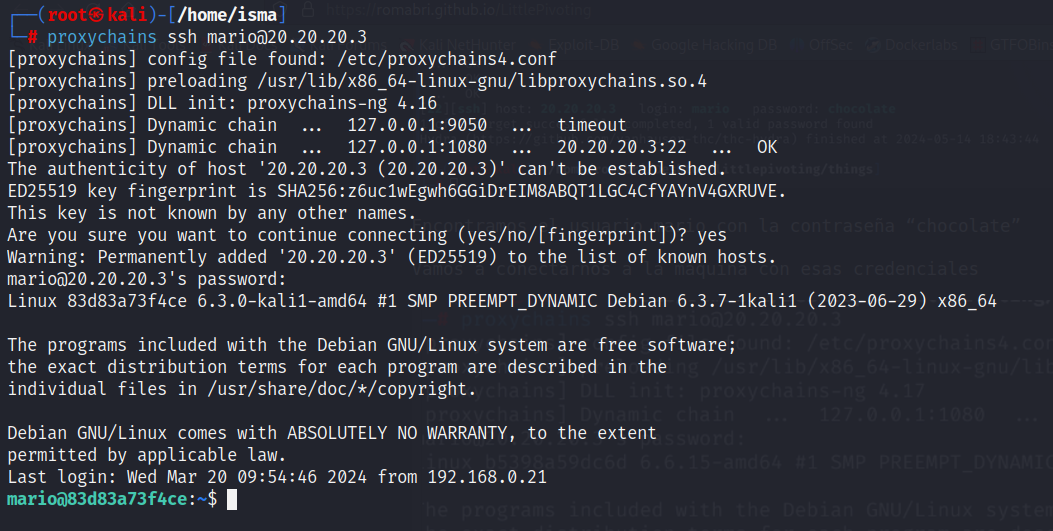 ┌──(root㉿kali)-[/home/isma]
└─# proxychains ssh mario@20.20.20.3
[proxychains] config file found: /etc/proxychains4.conf
[proxychains] preloading /usr/lib/x86_64-linux-gnu/libproxychains.so.4
[proxychains] DLL init: proxychains-ng 4.16
[proxychains] Dynamic chain  ...  127.0.0.1:9050  ...  timeout
[proxychains] Dynamic chain  ...  127.0.0.1:1080  ...  20.20.20.3:22  ...  OK
The authenticity of host '20.20.20.3 (20.20.20.3)' can't be established.
ED25519 key fingerprint is SHA256:z6uc1wEgwh6GGiDrEIM8ABQT1LGC4CfYAYnV4GXRUVE.
This key is not known by any other names.
Are you sure you want to continue connecting (yes/no/[fingerprint])? yes
Warning: Permanently added '20.20.20.3' (ED25519) to the list of known hosts.
mario@20.20.20.3's password:
Linux 83d83a73f4ce 6.3.0-kali1-amd64 #1 SMP PREEMPT_DYNAMIC Debian 6.3.7-1kali1 (2023-06-29) x86_64
The programs included with the Debian GNU/Linux system are free software;
the exact distribution terms for each program are described in the
individual files in /usr/share/doc/*/copyright.
Debian GNU/Linux comes with ABSOLUTELY NO WARRANTY, to the extent
permitted by applicable law.
Last login: Wed Mar 20 09:54:46 2024 from 192.168.0.21
mario@83d83a73f4ce:~$